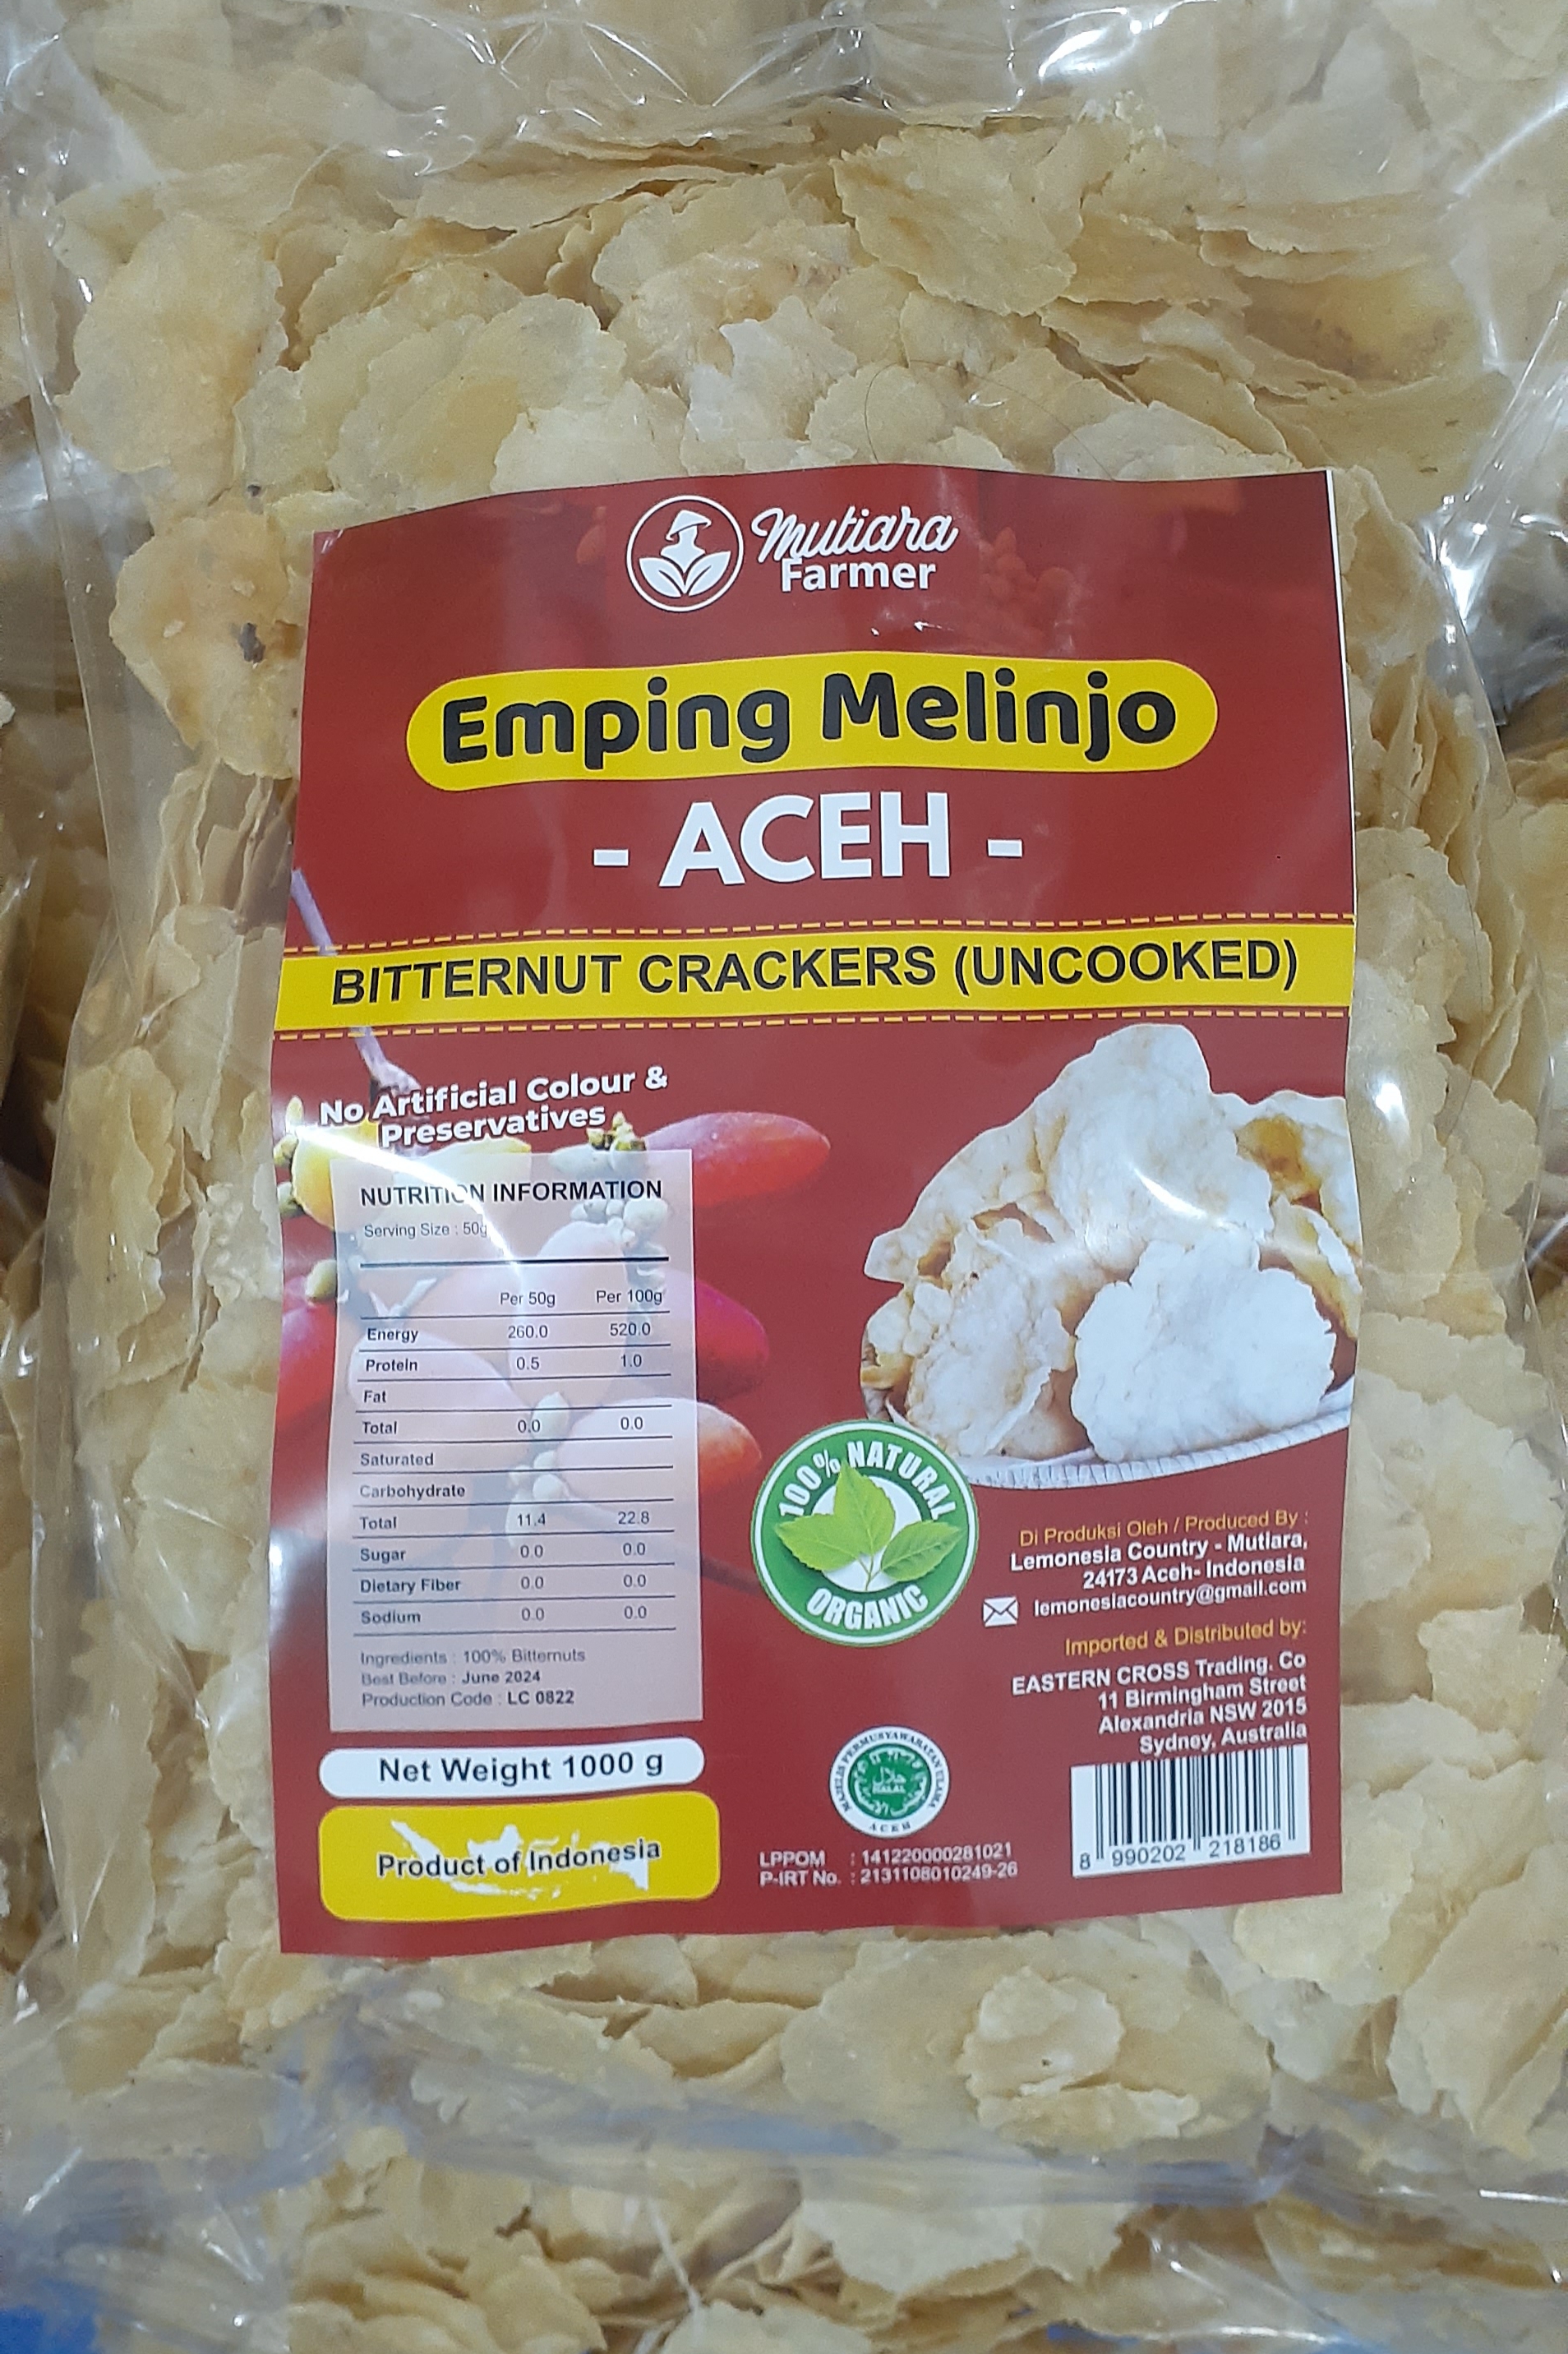 Mutiara
Farmer
Emping Melinjo
- ACEH -
BITTERNUT CRACKERS (UNCOOKED)
No Artificial Colour &
Preservatives
NUTRITION INFORMATION
Serving Size : 50g
Per 50g Per 100g
Energy 260.0 520.0
Protein 0.5 1.0
Fat
Total 0.0 0.0
Saturated
Carbohydrate
Total 11.4 22.8
Sugar 0.0 0.0
Dietary Fiber 0.0 0.0
Sodium 0.0 0.0
Ingredients : 100% Bitternuts
Best Before : June 2024
Production Code : LC 0822
Net Weight 1000 g
Product of Indonesia
100% NATURAL
ORGANIC
Di Produksi Oleh / Produced By :
Lemonesia Country - Mutiara,
24173 Aceh- Indonesia
lemonesiacountry@gmail.com
Imported & Distributed by:
EASTERN CROSS Trading. Co
11 Birmingham Street
Alexandria NSW 2015
Sydney, Australia
MAJELIS PERMUSYAWARATAN ULAMA
حلال
HALAL
ACEH
LPPOM : 141220000281021
P-IRT No. : 2131108010249-26
8 990202 218186